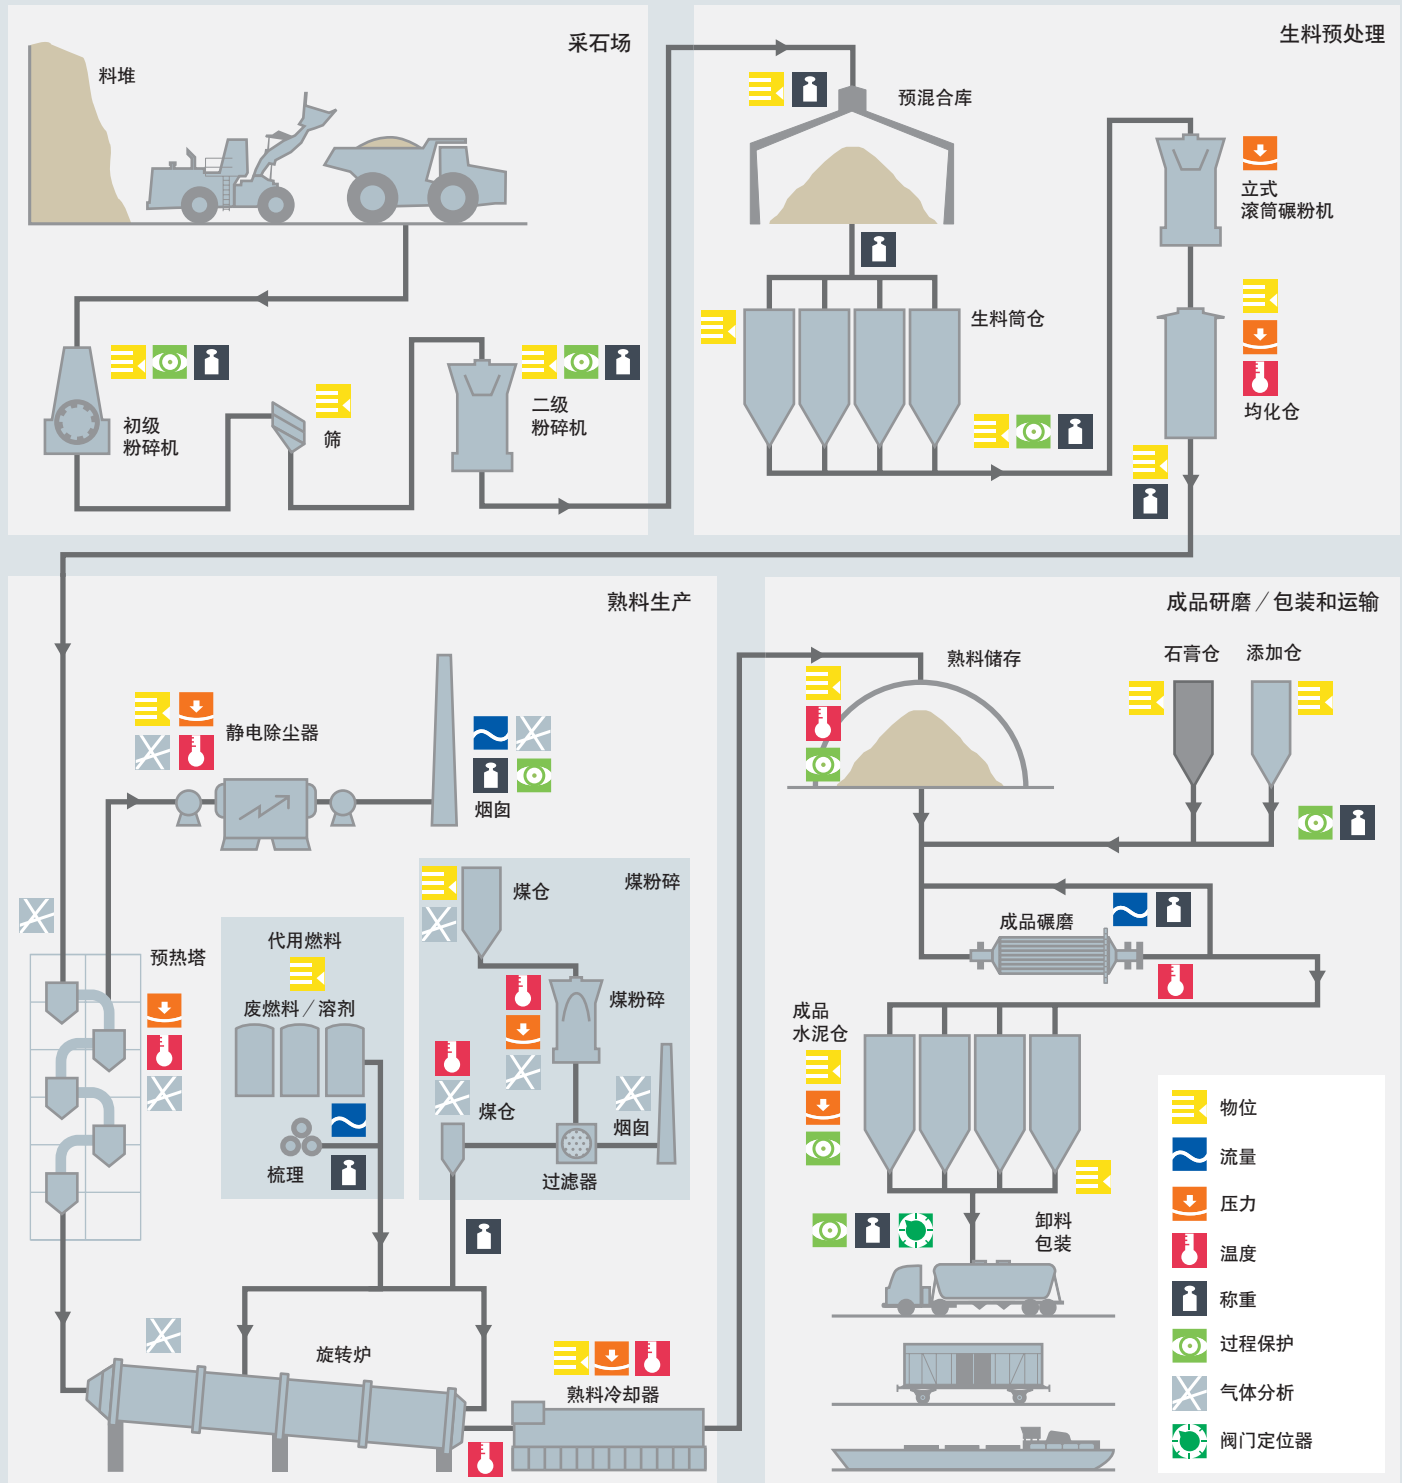 采石场
料堆
初级
粉碎机
筛
二级
粉碎机
生料预处理
预混合库
生料筒仓
立式
滚筒碾粉机
均化仓
熟料生产
静电除尘器
烟囱
预热塔
代用燃料
废燃料／溶剂
梳理
煤粉碎
煤仓
煤粉碎
煤仓
烟囱
过滤器
旋转炉
熟料冷却器
成品研磨／包装和运输
熟料储存
石膏仓
添加仓
成品碾磨
成品
水泥仓
卸料
包装
物位
流量
压力
温度
称重
过程保护
气体分析
阀门定位器